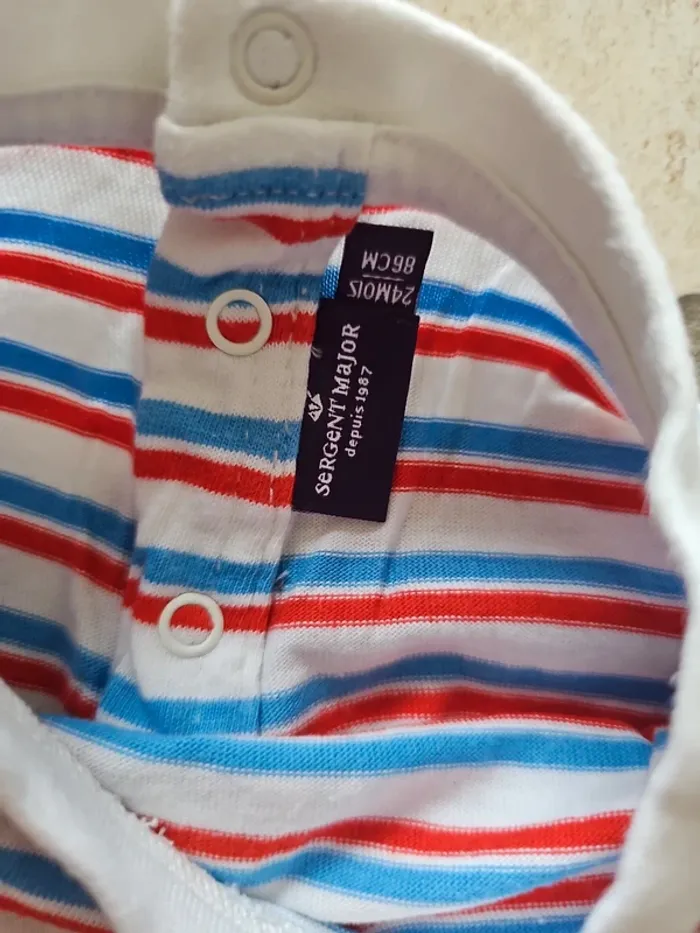 24MOIS
86CM
SeRGeNT MaJOR
depuis 1987